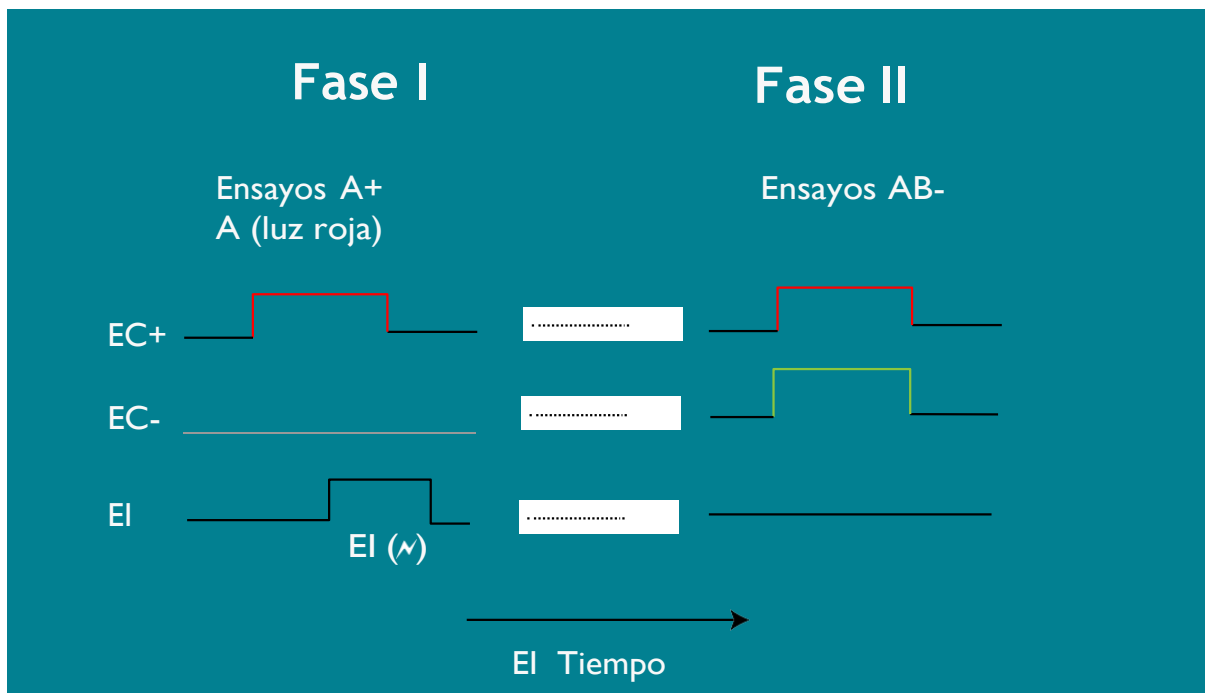 Fase I
Fase II
Ensayos A+
A (luz roja)
Ensayos AB-
EC+
EC-
EI
EI (N)
El Tiempo